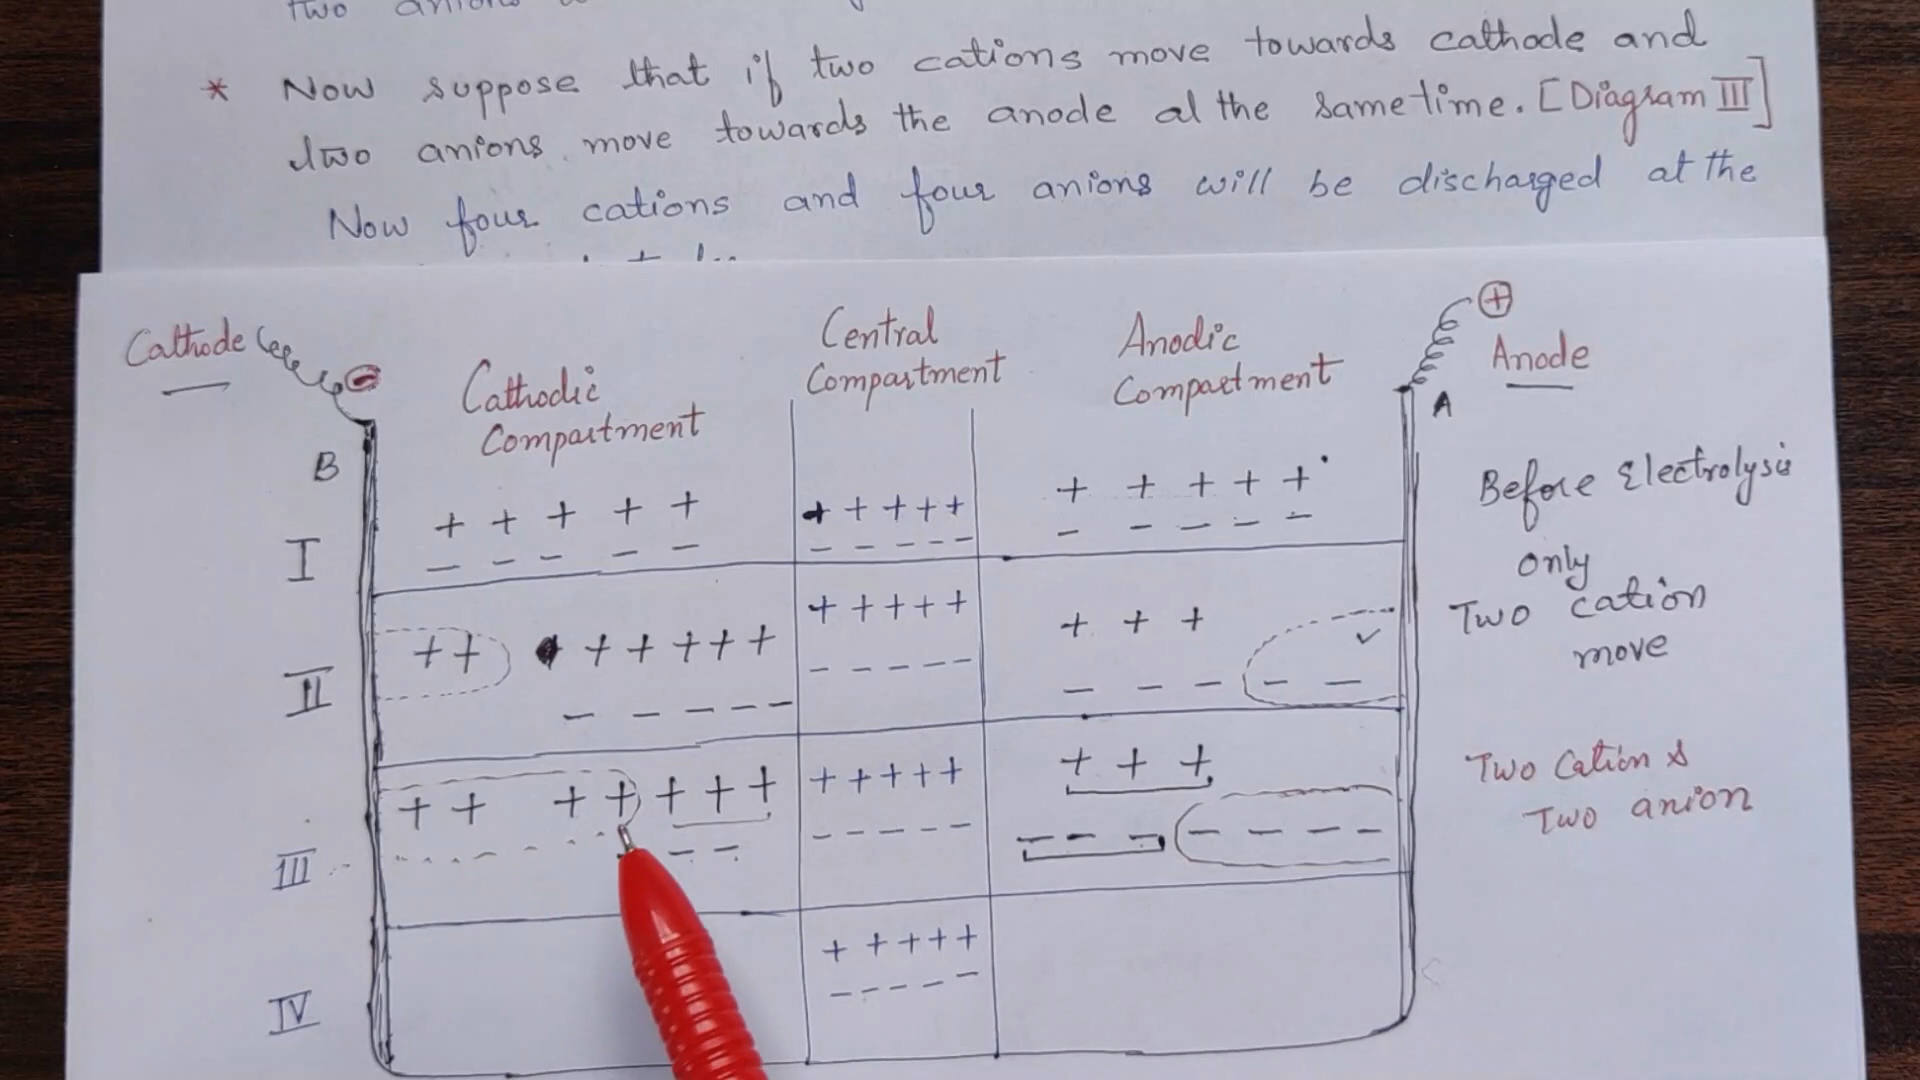 Two anions
* Now suppose that if two cations move towards cathode and
two anions move towards the anode at the same time. [Diagram III]
Now four cations and four anions will be discharged at the
Cathode
Cathodic
Compartment
Central
Compartment
Anodic
Compartment
+
Anode
A
B
I
+ + + + +
- - - - -
+ + + + +
- - - - -
+ + + + +
- - - - -
Before Electrolysis
II
++ + + + + +
- - - - -
+ + + + +
- - - - -
+ + +
- - - - -
only
Two cation
move
III
+ + + + + + +
- -
+ + + + +
- - - - -
+ + +
- - - - - - -
Two Cation &
Two anion
IV
+ + + + +
- - - - -